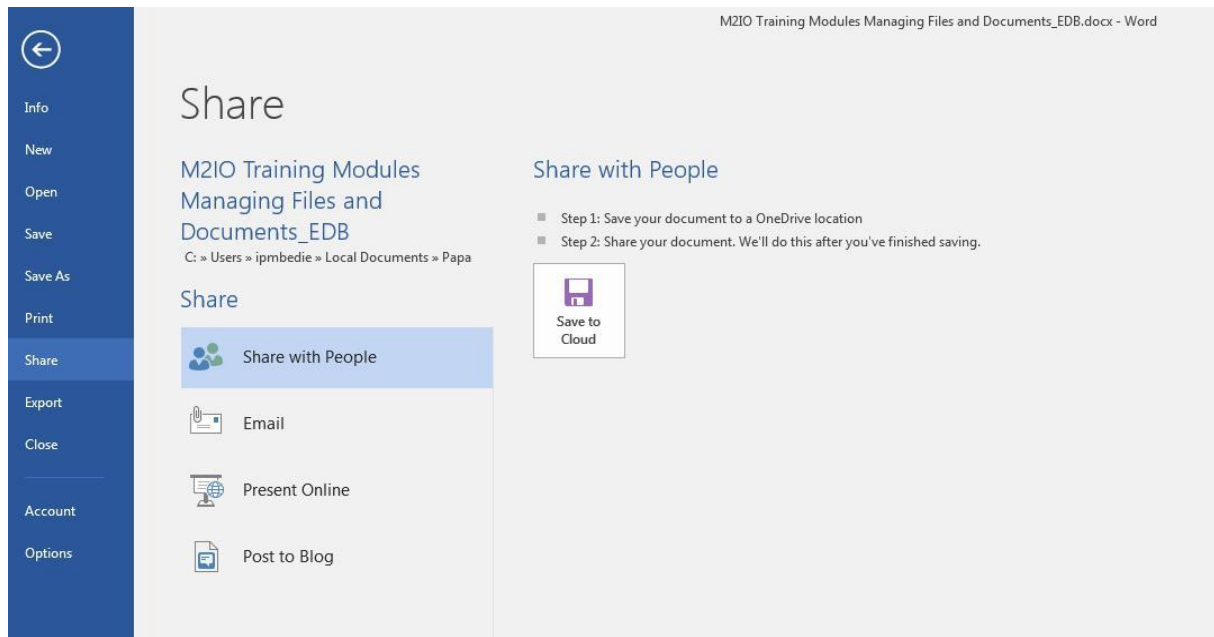 M2IO Training Modules Managing Files and Documents_EDB.docx - Word
Info
New
Open
Save
Save As
Print
Share
Export
Close
Account
Options
Share
M2IO Training Modules
Managing Files and
Documents_EDB
C: » Users » ipmbedie » Local Documents » Papa
Share
Share with People
Email
Present Online
Post to Blog
Share with People
Step 1: Save your document to a OneDrive location
Step 2: Share your document. We'll do this after you've finished saving.
Save to
Cloud